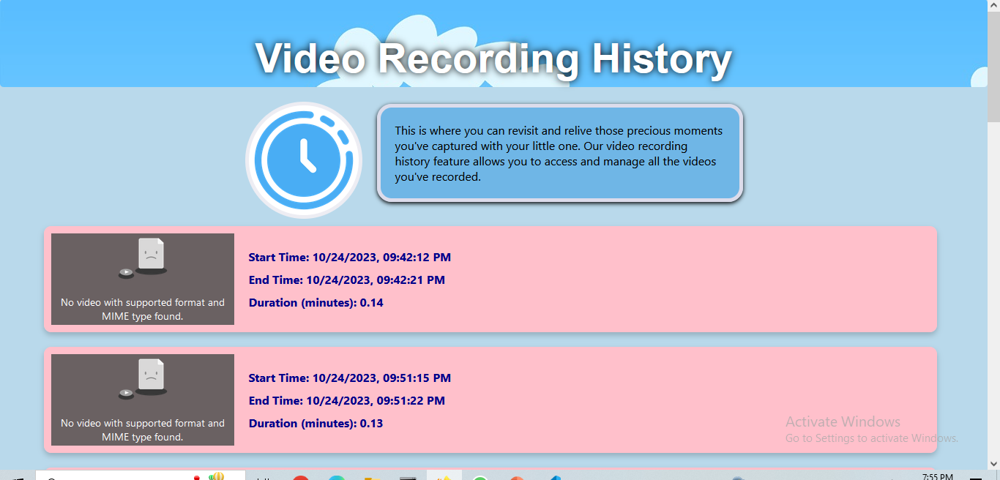 Video Recording History
This is where you can revisit and relive those precious moments
you've captured with your little one. Our video recording
history feature allows you to access and manage all the videos
you've recorded.
Start Time: 10/24/2023, 09:42:12 PM
End Time: 10/24/2023, 09:42:21 PM
Duration (minutes): 0.14
No video with supported format and
MIME type found.
Start Time: 10/24/2023, 09:51:15 PM
End Time: 10/24/2023, 09:51:22 PM
Duration (minutes): 0.13
No video with supported format and
MIME type found.
Activate Windows
Go to Settings to activate Windows.
7:55 PM